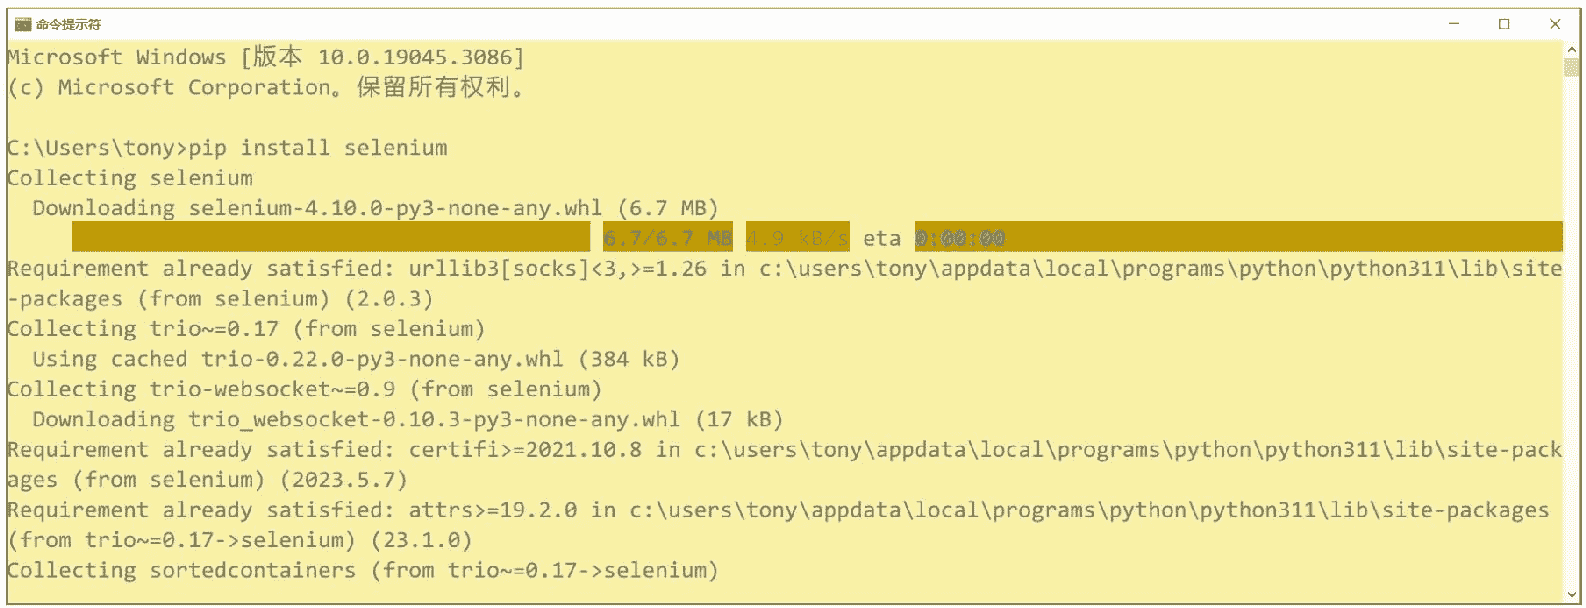 命令提示符
Microsoft Windows [版本 10.0.19045.3086]
(c) Microsoft Corporation。保留所有权利。
C:\Users\tony>pip install selenium
Collecting selenium
  Downloading selenium-4.10.0-py3-none-any.whl (6.7 MB)
6.7/6.7 MB 4.9 kB/s eta 0:00:00
Requirement already satisfied: urllib3[socks]<3,>=1.26 in c:\users\tony\appdata\local\programs\python\python311\lib\site
-packages (from selenium) (2.0.3)
Collecting trio~=0.17 (from selenium)
  Using cached trio-0.22.0-py3-none-any.whl (384 kB)
Collecting trio-websocket~=0.9 (from selenium)
  Downloading trio_websocket-0.10.3-py3-none-any.whl (17 kB)
Requirement already satisfied: certifi>=2021.10.8 in c:\users\tony\appdata\local\programs\python\python311\lib\site-pack
ages (from selenium) (2023.5.7)
Requirement already satisfied: attrs>=19.2.0 in c:\users\tony\appdata\local\programs\python\python311\lib\site-packages
(from trio~=0.17->selenium) (23.1.0)
Collecting sortedcontainers (from trio~=0.17->selenium)